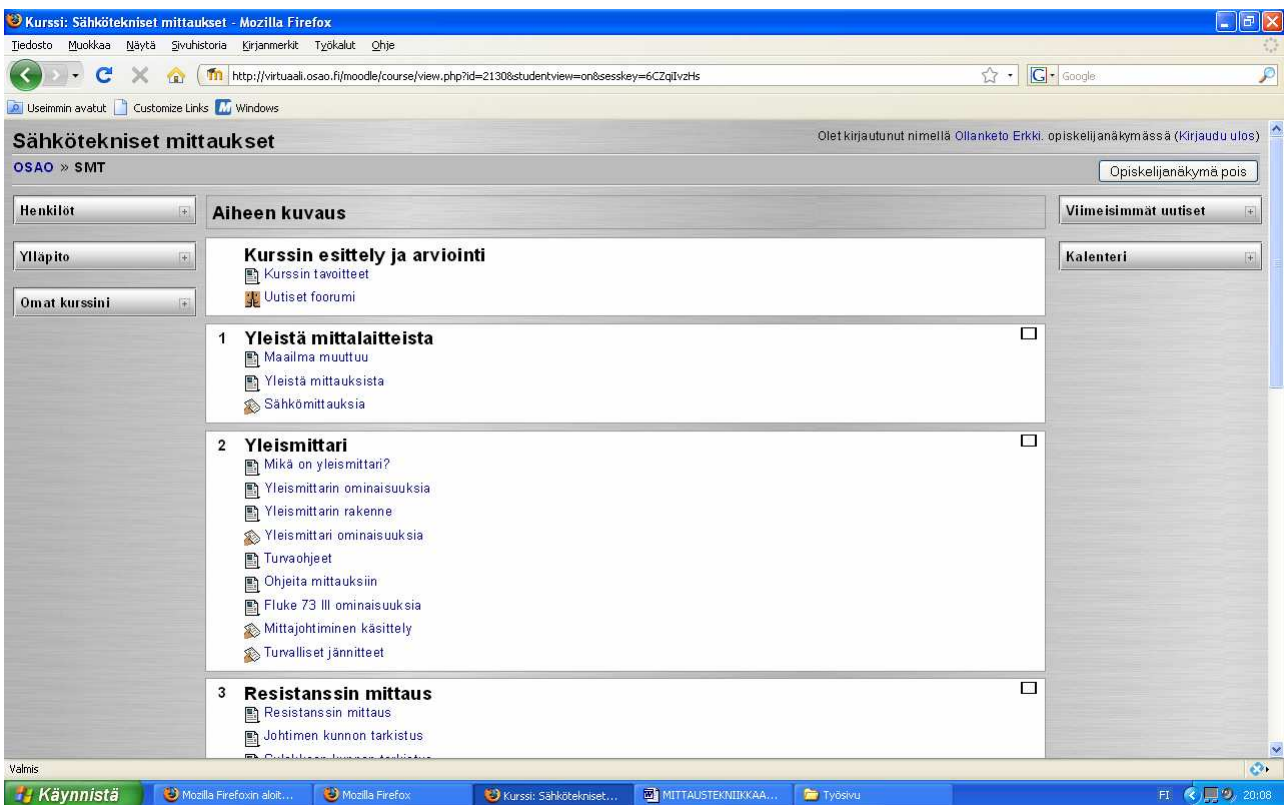 Kurssi: Sähkötekniset mittaukset - Mozilla Firefox
Tiedosto Muokkaa Näytä Sivuhistoria Kirjanmerkit Työkalut Ohje
http://virtuaali.osao.fi/moodle/course/view.php?id=2130&studentview=on&sesskey=6CZqiIvzHs
Google
Useimmin avatut Customize Links Windows
Sähkötekniset mittaukset
Olet kirjautunut nimellä Ollanketo Erkki. opiskelijanäkymässä (Kirjaudu ulos)
OSAO » SMT
Opiskelijanäkymä pois
Henkilöt
Ylläpito
Omat kurssini
Aiheen kuvaus
Kurssin esittely ja arviointi
Kurssin tavoitteet
Uutiset foorumi
1 Yleistä mittalaitteista
Maailma muuttuu
Yleistä mittauksista
Sähkömittauksia
2 Yleismittari
Mikä on yleismittari?
Yleismittarin ominaisuuksia
Yleismittarin rakenne
Yleismittari ominaisuuksia
Turvaohjeet
Ohjeita mittauksiin
Fluke 73 III ominaisuuksia
Mittajohtiminen käsittely
Turvalliset jännitteet
3 Resistanssin mittaus
Resistanssin mittaus
Johtimen kunnon tarkistus
Viimeisimmät uutiset
Kalenteri
Valmis
Käynnistä
Mozilla Firefoxin aloit...
Mozilla Firefox
Kurssi: Sähkötekniset...
MITTAUSTEKNIIKKAA...
Työsivu
FI
20:08